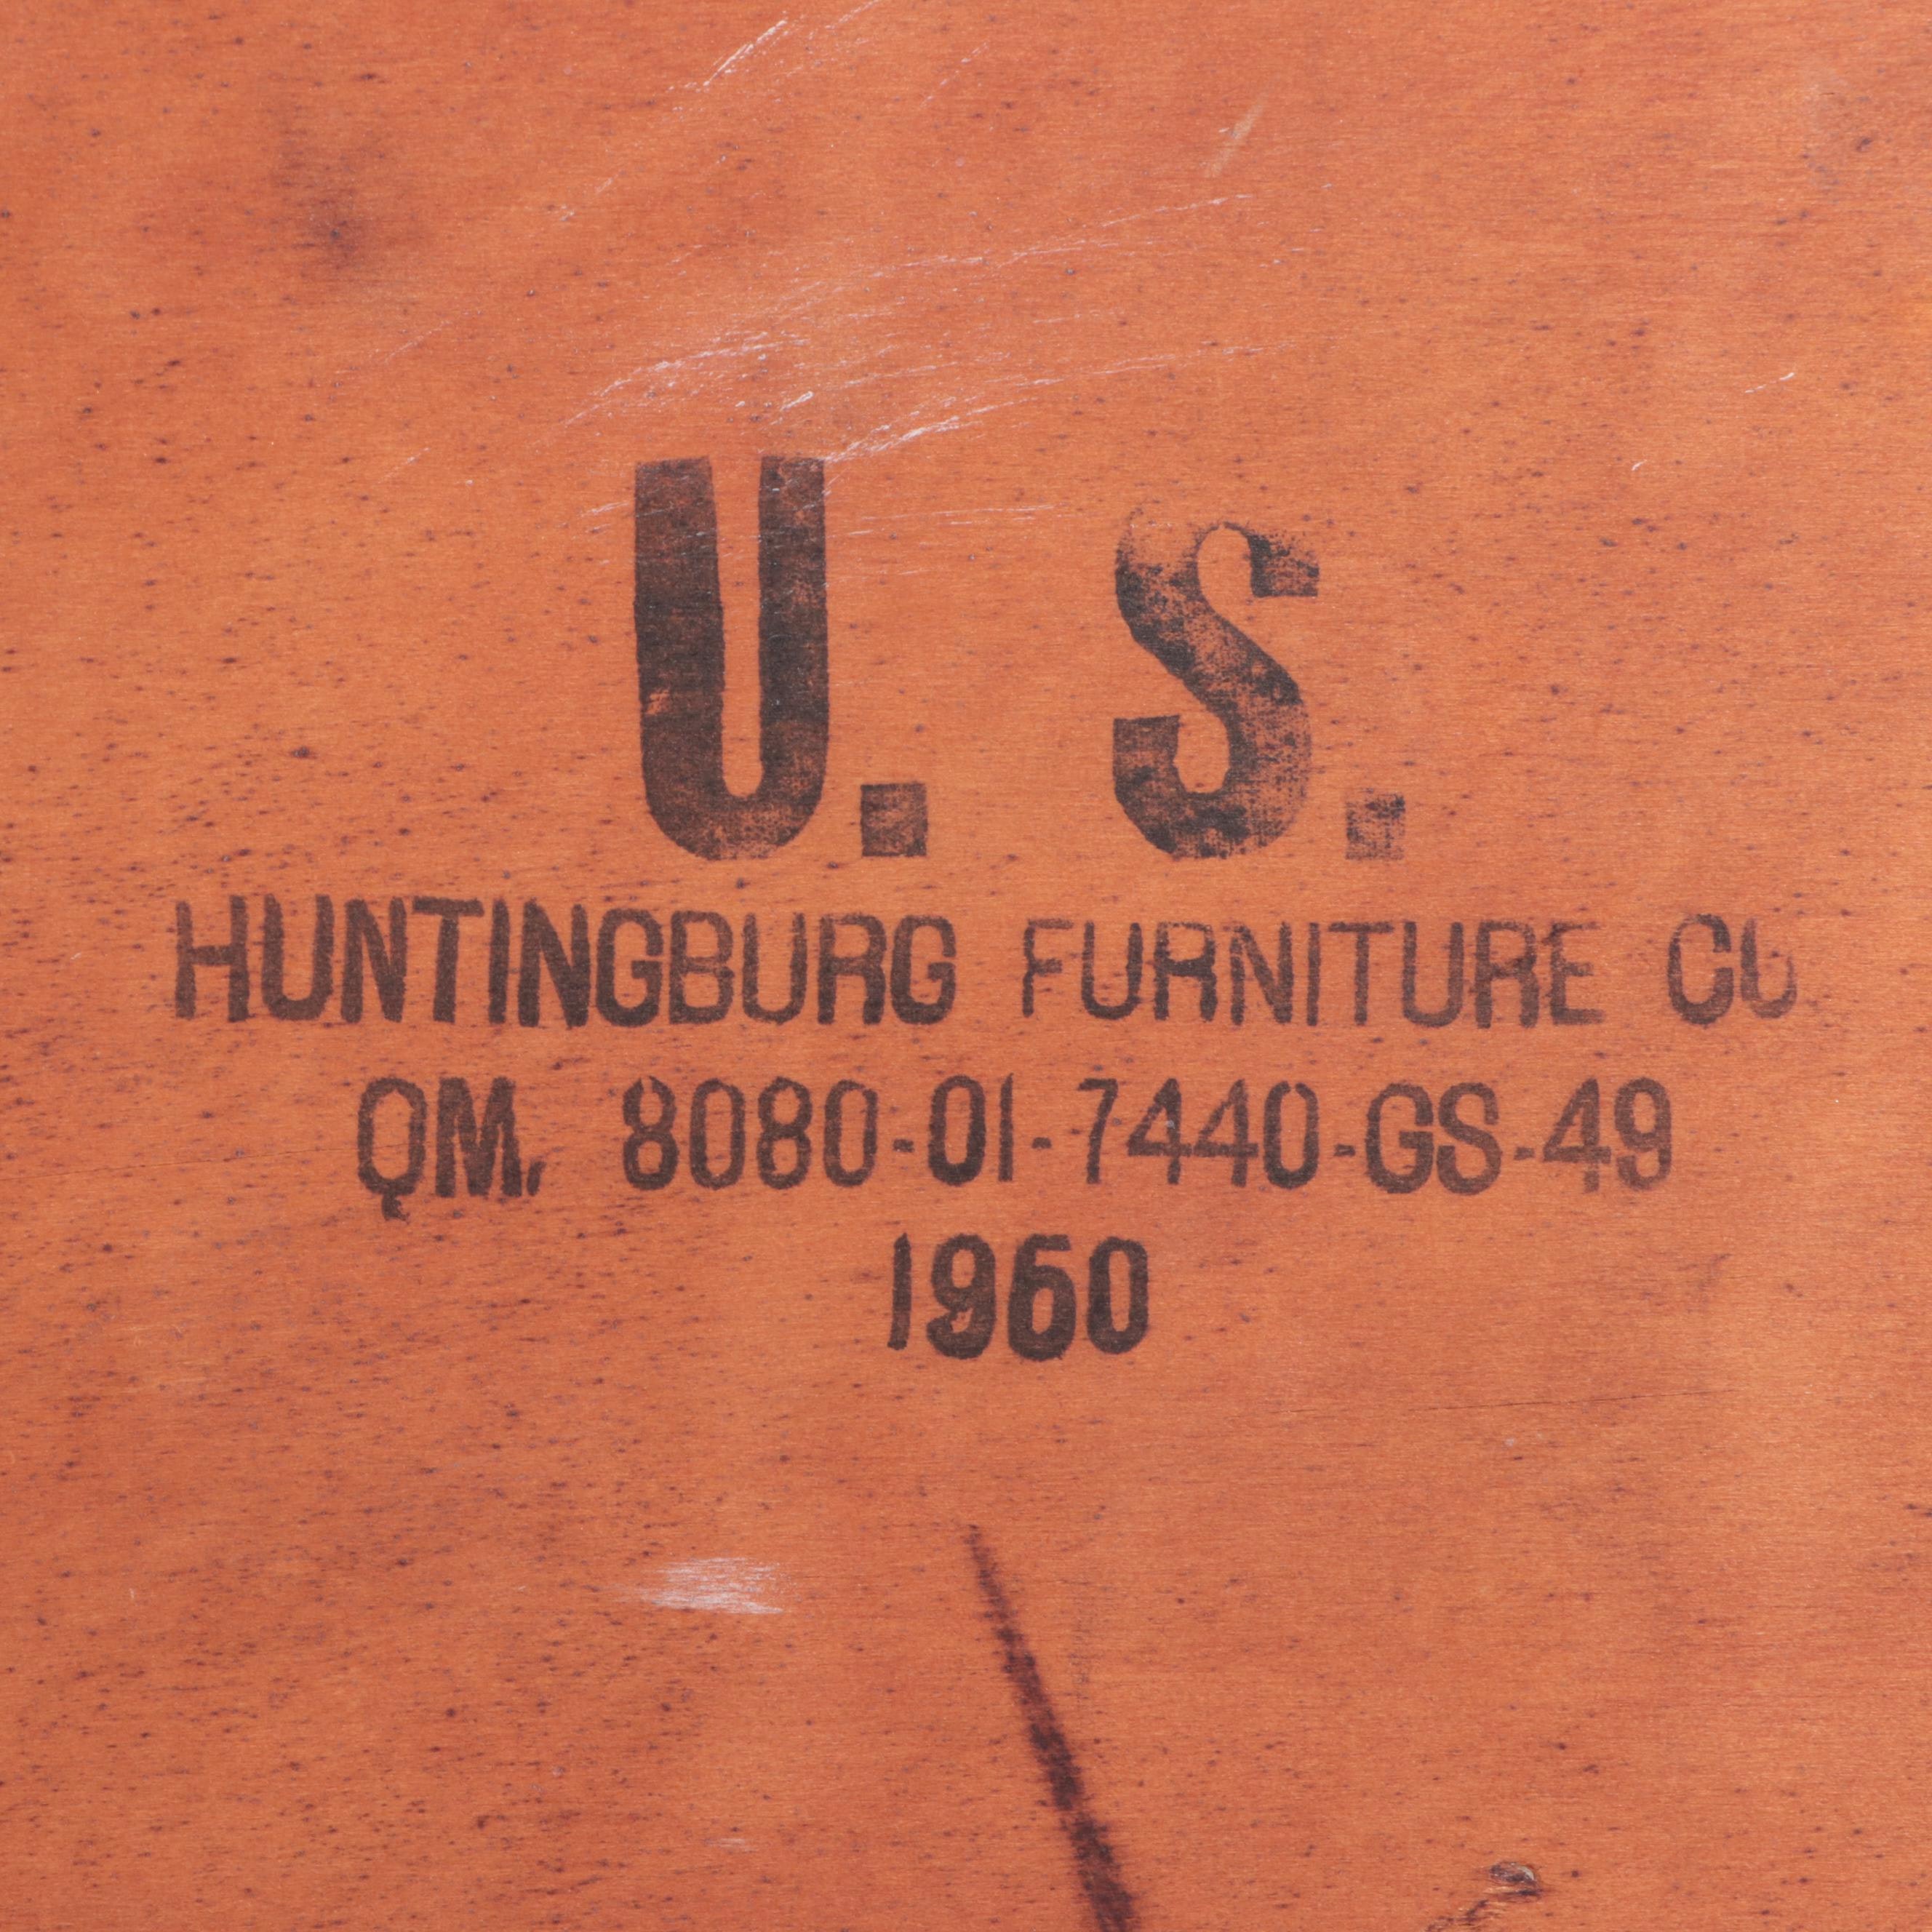 U. S.
HUNTINGBURG FURNITURE CO
QM. 8080-01-7440-GS-49
1960